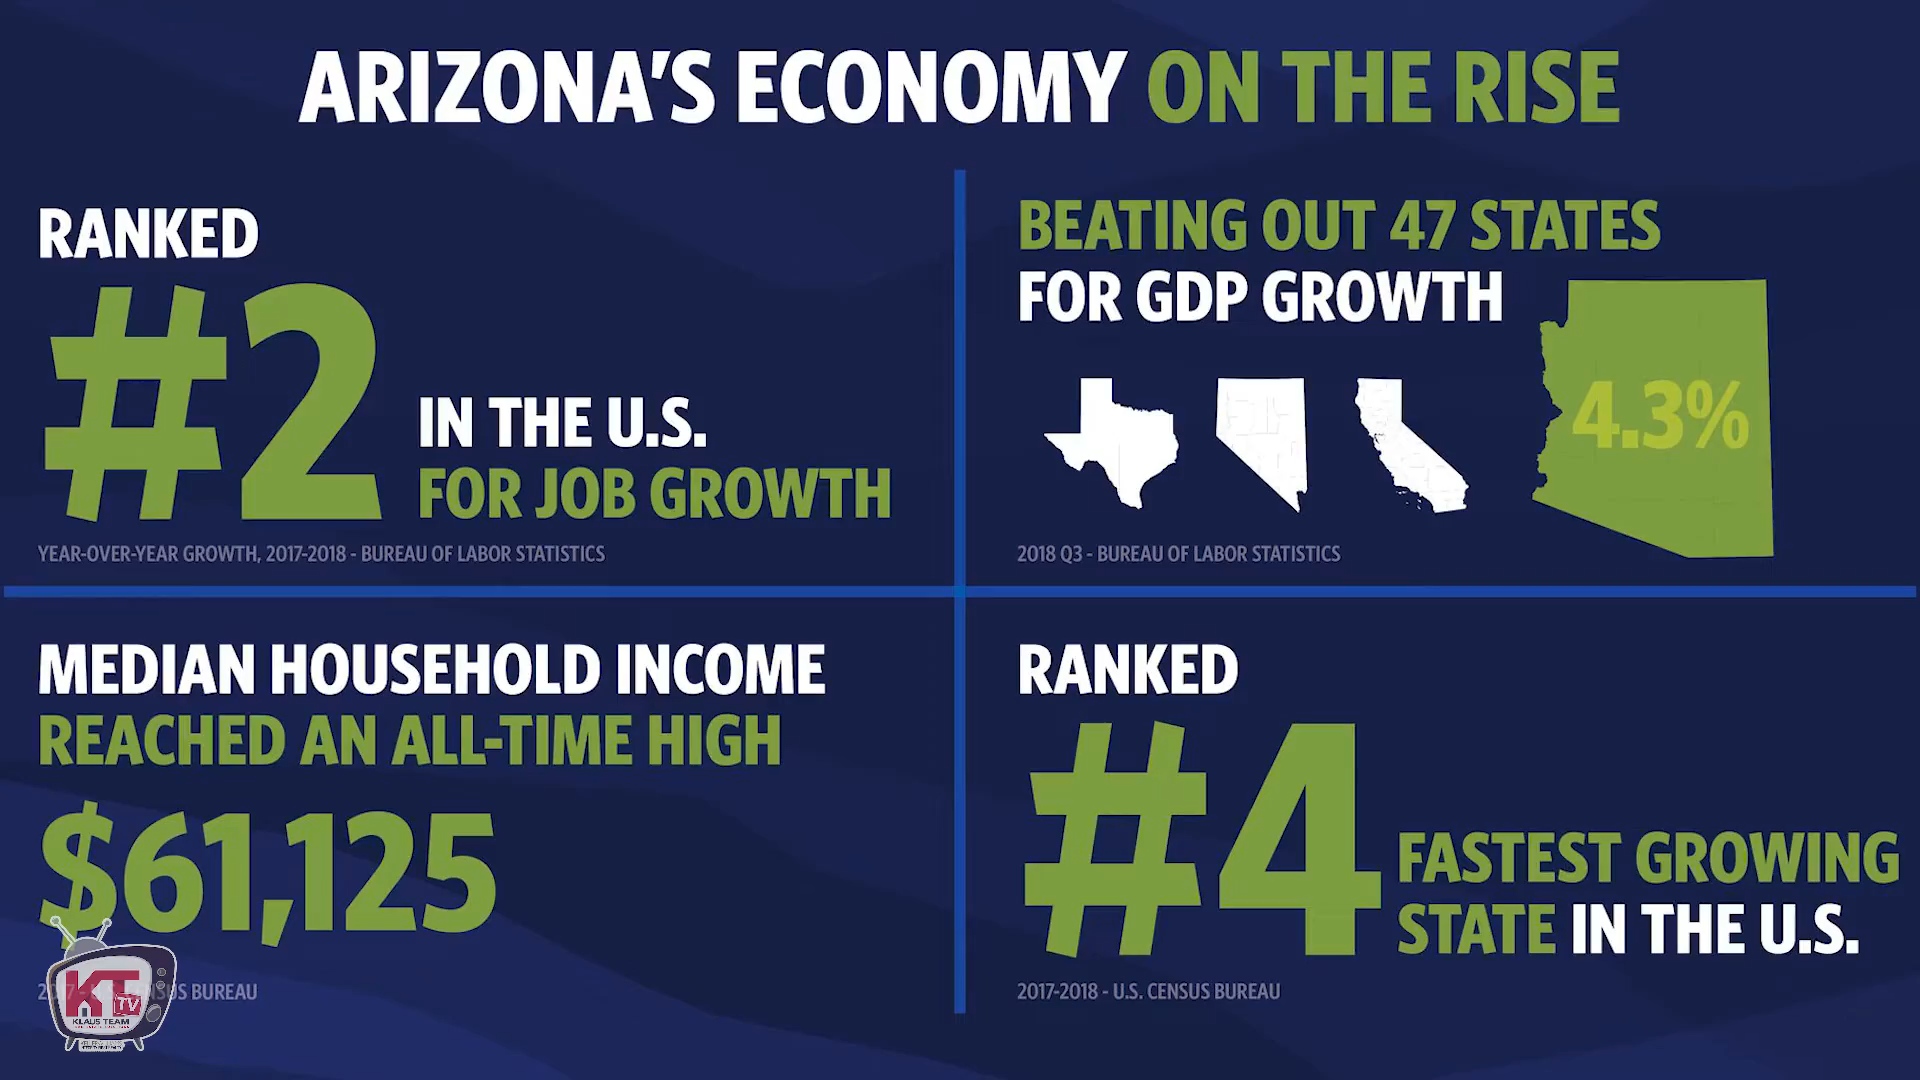 ARIZONA'S ECONOMY ON THE RISE
RANKED
#2
IN THE U.S.
FOR JOB GROWTH
YEAR-OVER-YEAR GROWTH, 2017-2018 - BUREAU OF LABOR STATISTICS
BEATING OUT 47 STATES
FOR GDP GROWTH
4.3%
2018 Q3 - BUREAU OF LABOR STATISTICS
MEDIAN HOUSEHOLD INCOME
REACHED AN ALL-TIME HIGH
$61,125
2017 - U.S. CENSUS BUREAU
KT
TV
KLAUS TEAM
RANKED
#4
FASTEST GROWING
STATE IN THE U.S.
2017-2018 - U.S. CENSUS BUREAU